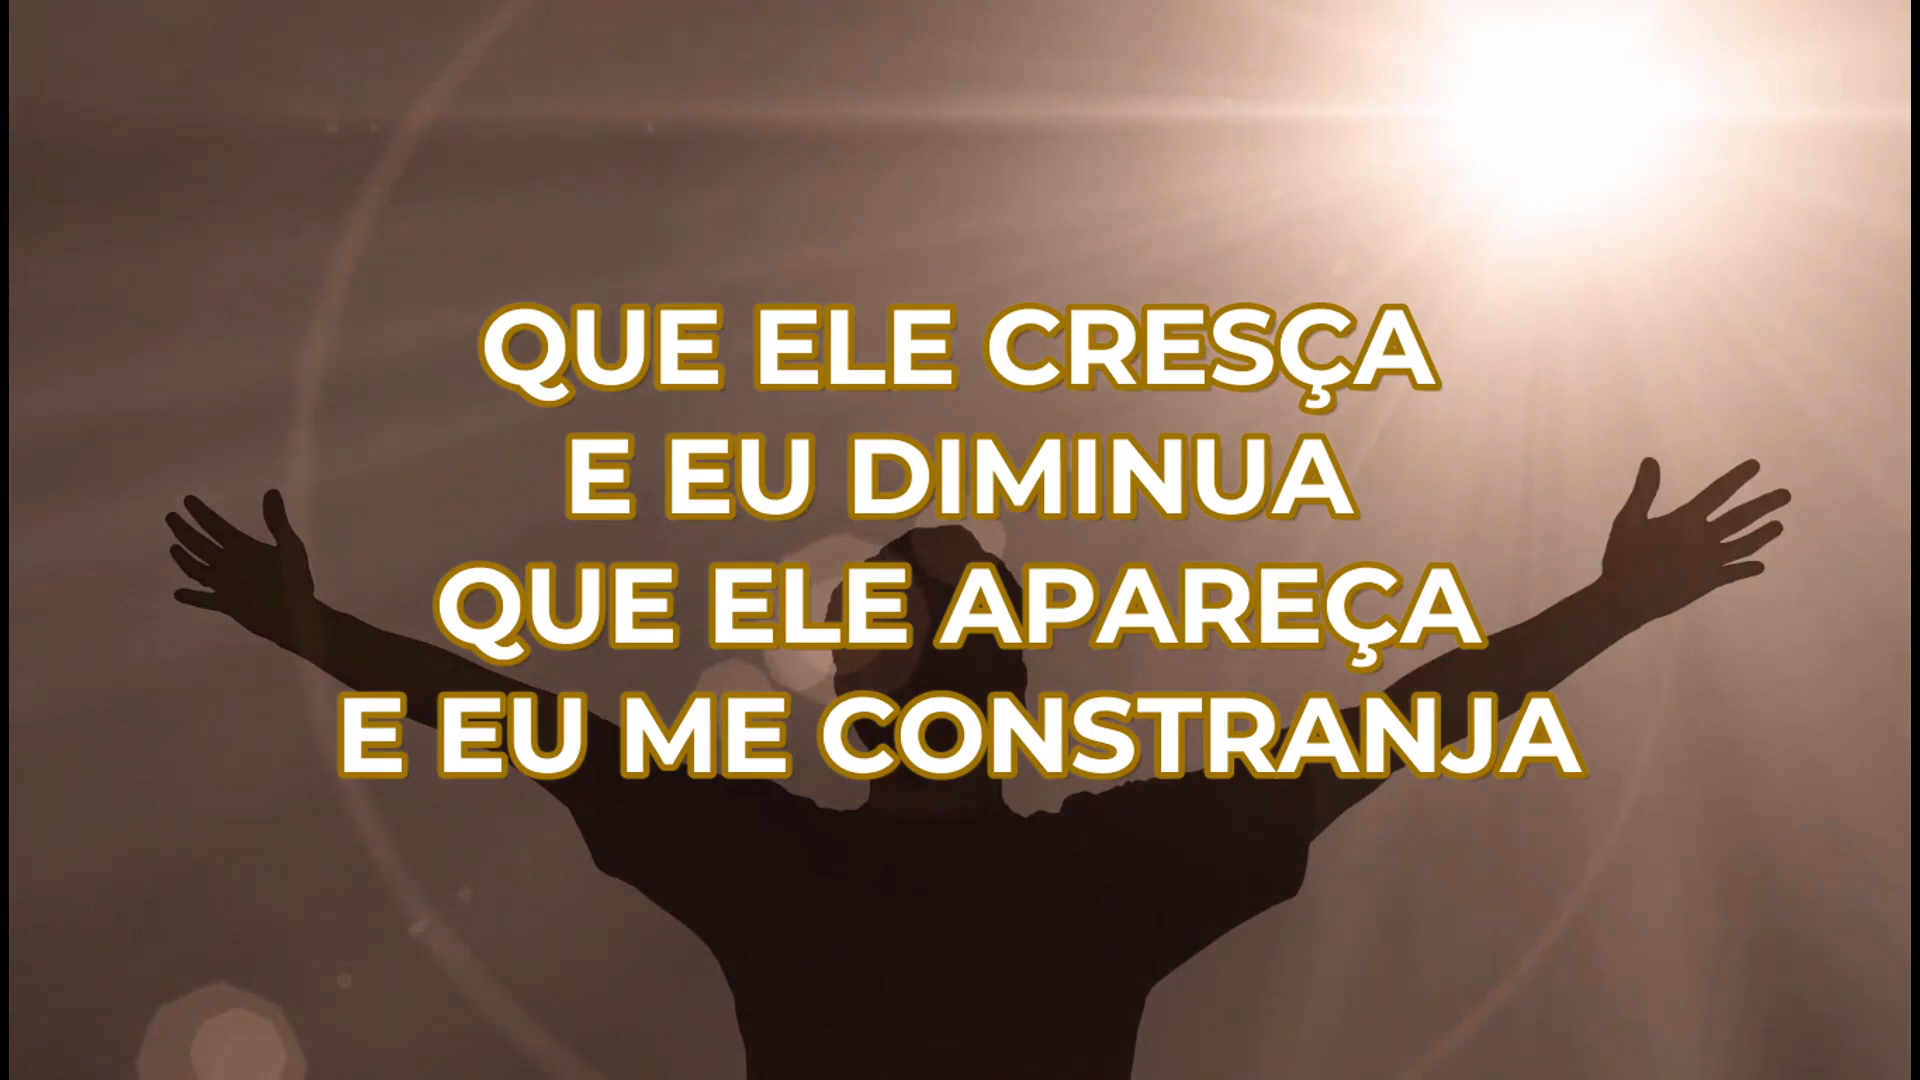 QUE ELE CRESÇA
E EU DIMINUA
QUE ELE APAREÇA
E EU ME CONSTRANJA